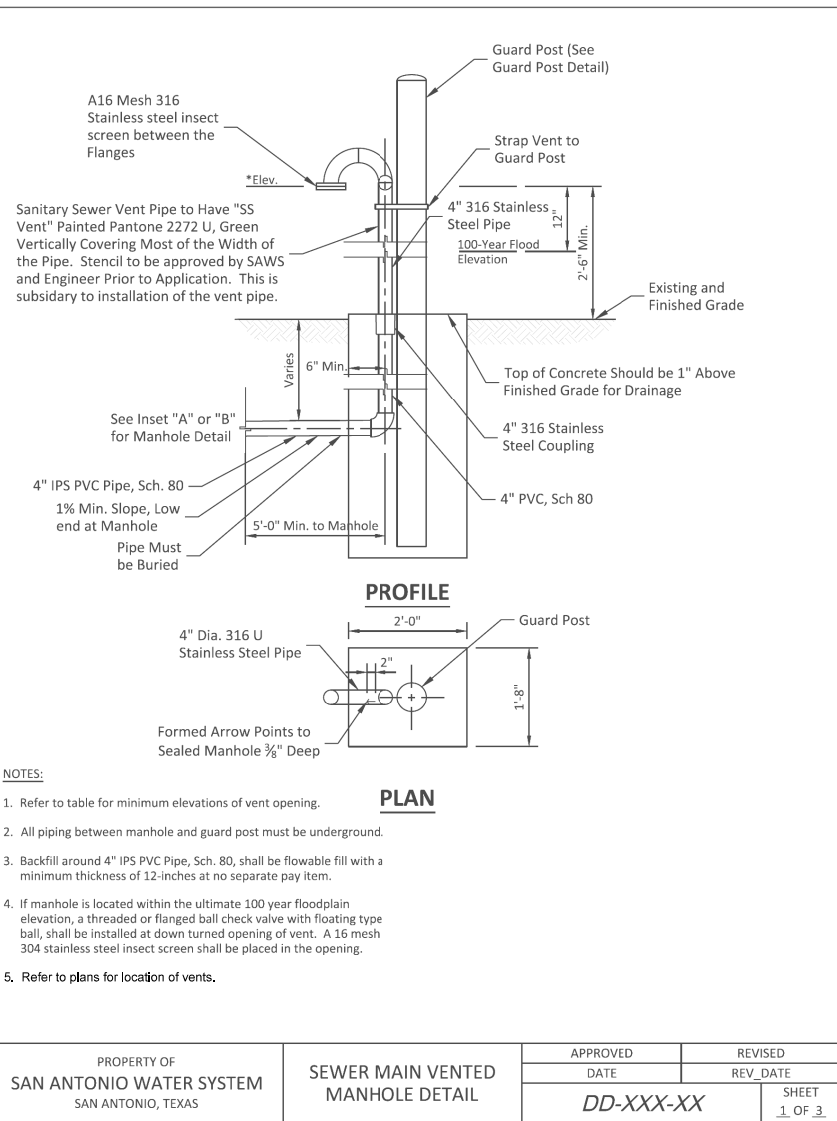 Guard Post (See
Guard Post Detail)
A16 Mesh 316
Stainless steel insect
screen between the
Flanges
Strap Vent to
Guard Post
*Elev.
Sanitary Sewer Vent Pipe to Have "SS
Vent" Painted Pantone 2272 U, Green
Vertically Covering Most of the Width of
the Pipe. Stencil to be approved by SAWS
and Engineer Prior to Application. This is
subsidary to installation of the vent pipe.
4" 316 Stainless
Steel Pipe
12"
100-Year Flood
Elevation
2'-6" Min.
Existing and
Finished Grade
Varies
6" Min.
Top of Concrete Should be 1" Above
Finished Grade for Drainage
See Inset "A" or "B"
for Manhole Detail
4" 316 Stainless
Steel Coupling
4" IPS PVC Pipe, Sch. 80
4" PVC, Sch 80
1% Min. Slope, Low
end at Manhole
5'-0" Min. to Manhole
Pipe Must
be Buried
PROFILE
2'-0"
Guard Post
4" Dia. 316 U
Stainless Steel Pipe
2"
1'-8"
Formed Arrow Points to
Sealed Manhole ⅜" Deep
PLAN
NOTES:
1. Refer to table for minimum elevations of vent opening.
2. All piping between manhole and guard post must be underground.
3. Backfill around 4" IPS PVC Pipe, Sch. 80, shall be flowable fill with a
minimum thickness of 12-inches at no separate pay item.
4. If manhole is located within the ultimate 100 year floodplain
elevation, a threaded or flanged ball check valve with floating type
ball, shall be installed at down turned opening of vent. A 16 mesh
304 stainless steel insect screen shall be placed in the opening.
5. Refer to plans for location of vents.
PROPERTY OF
SAN ANTONIO WATER SYSTEM
SAN ANTONIO, TEXAS
SEWER MAIN VENTED
MANHOLE DETAIL
APPROVED
REVISED
DATE
REV_DATE
DD-XXX-XX
SHEET
1 OF 3